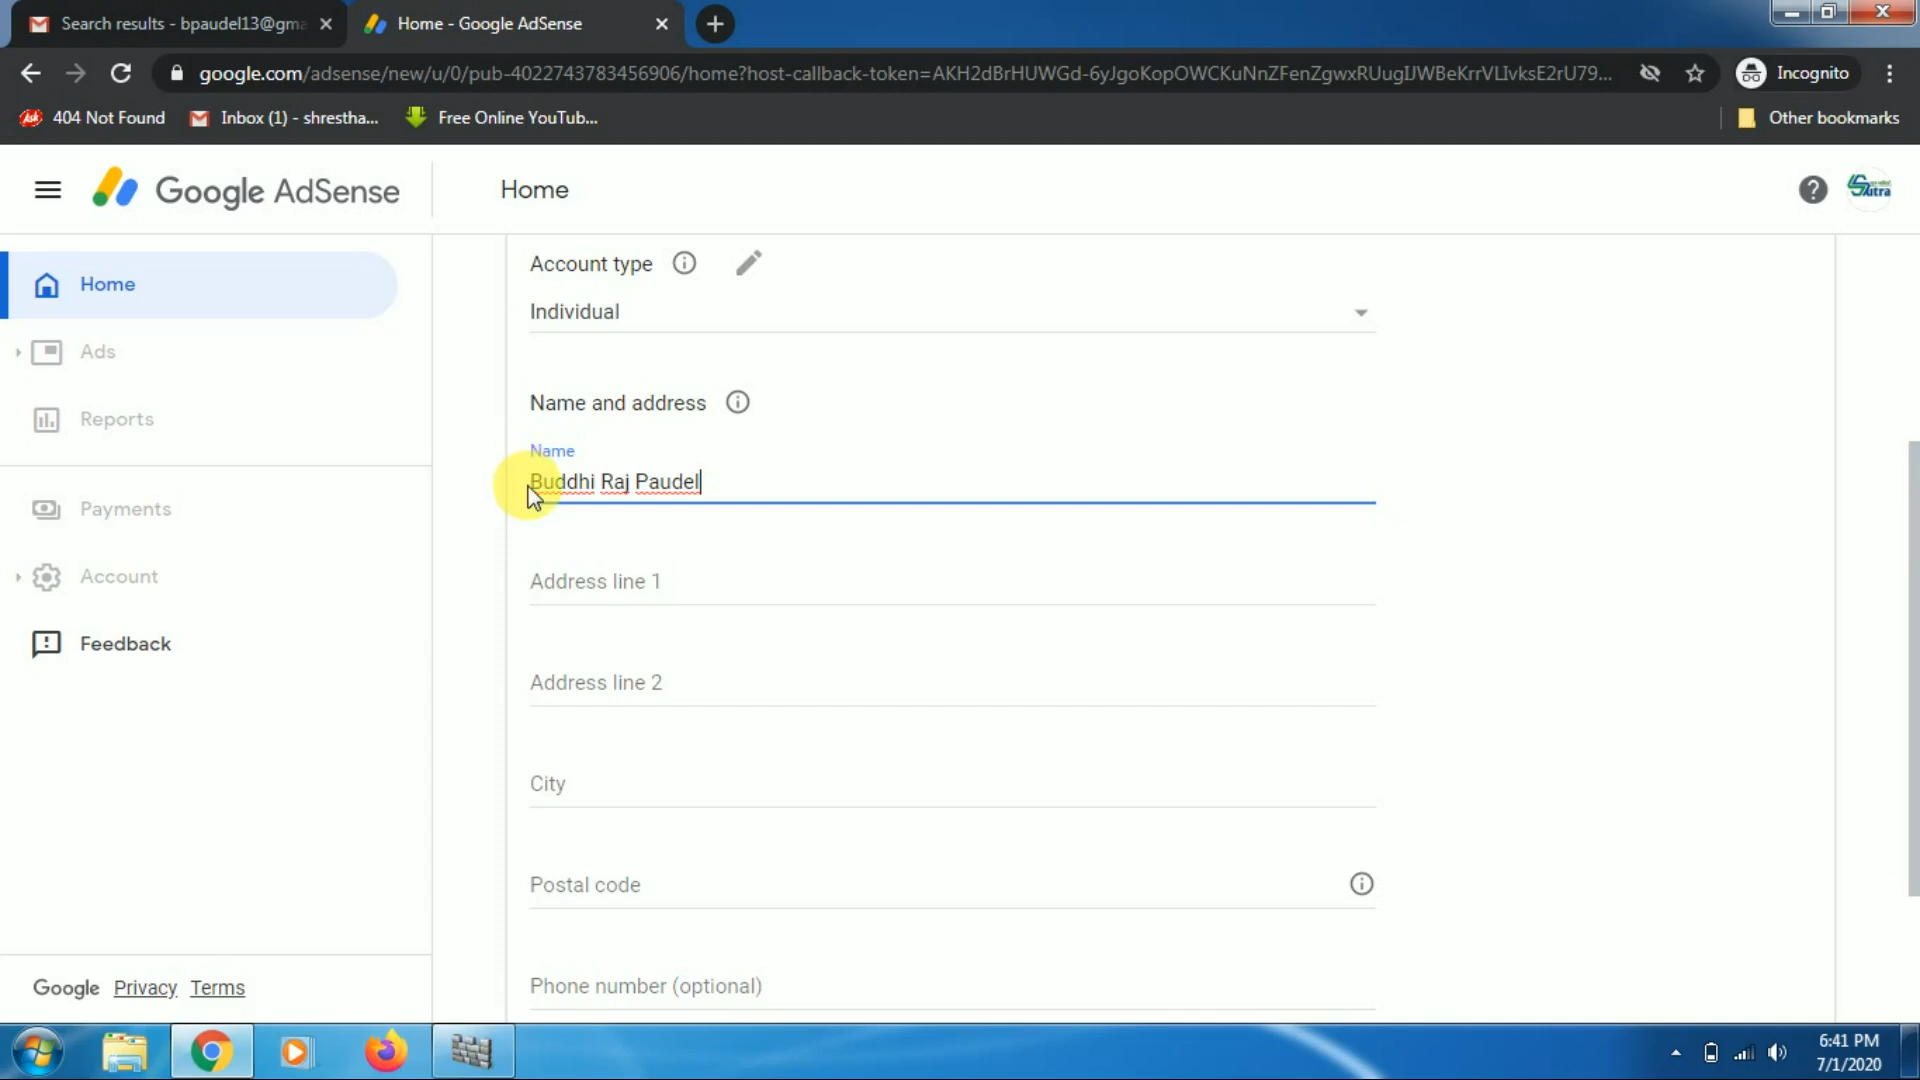 Search results - bpaudel13@gma
Home - Google AdSense
google.com/adsense/new/u/0/pub-4022743783456906/home?host-callback-token=AKH2dBrHUWGd-6yJgoKopOWCKuNnZFenZgwxRUugIJWBeKrrVLIvksE2rU79...
Incognito
Ask
404 Not Found
Inbox (1) - shrestha...
Free Online YouTub...
Other bookmarks
Google AdSense
Home
Sutra
Home
Ads
Reports
Payments
Account
Feedback
Account type
Individual
Name and address
Name
Buddhi Raj Paudel
Address line 1
Address line 2
City
Postal code
Phone number (optional)
Google Privacy Terms
6:41 PM
7/1/2020